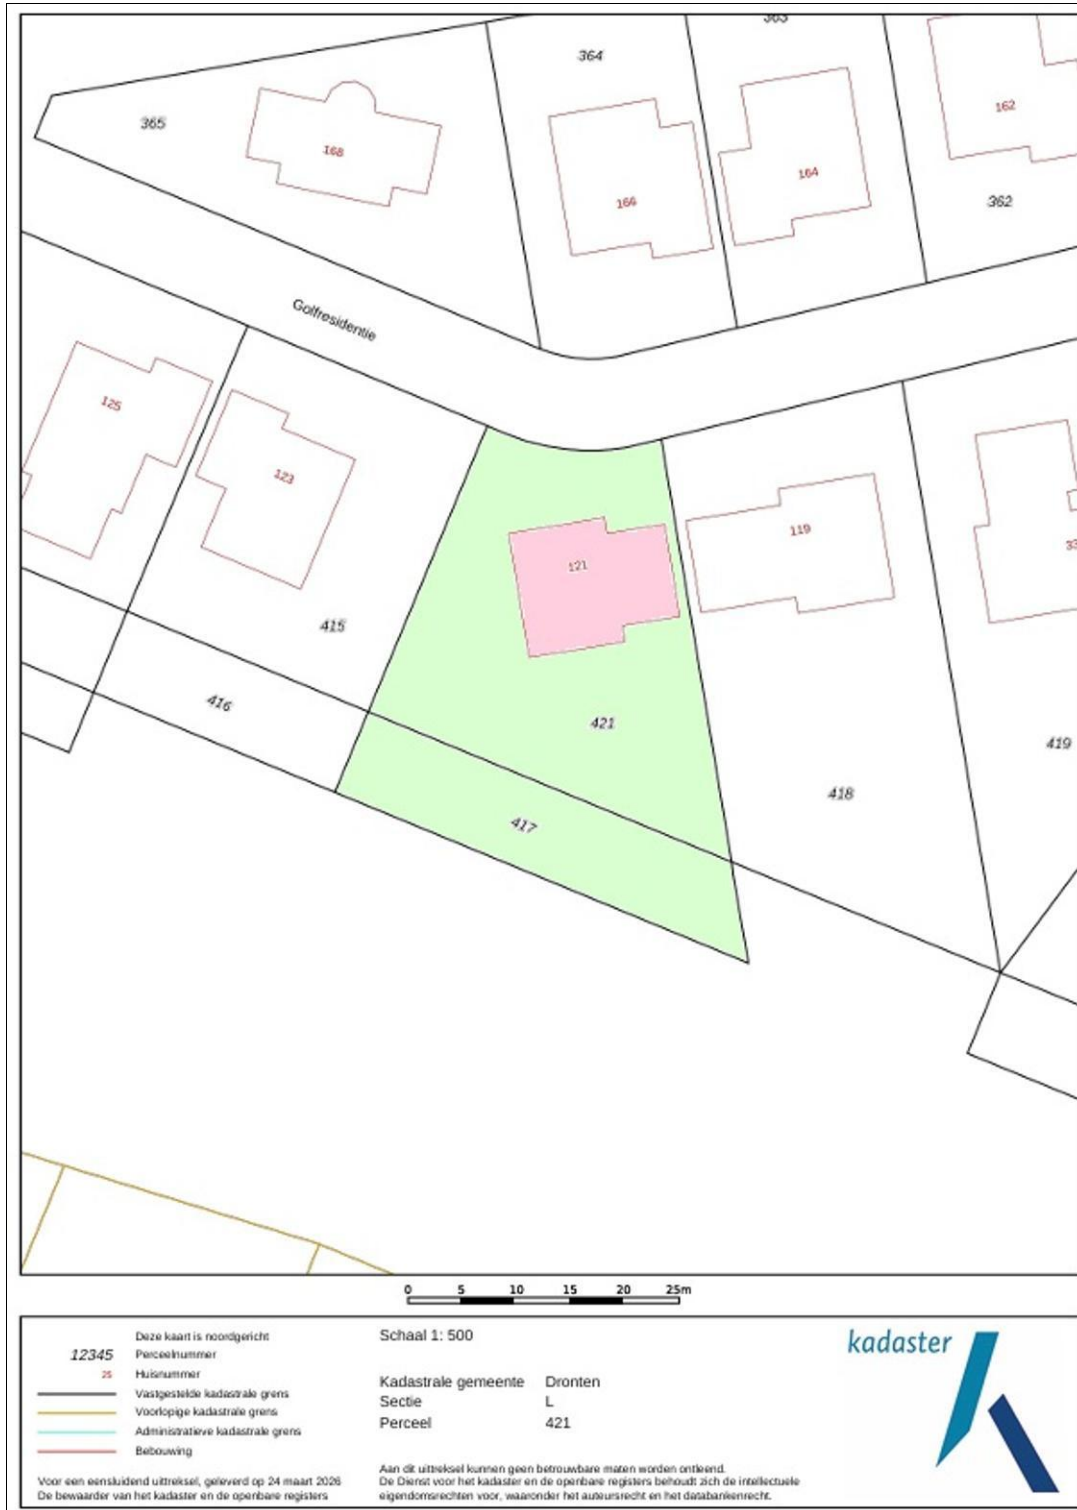 363
364
162
365
168
164
166
362
Golfresidentie
125
123
119
121
415
416
421
419
418
417
0 5 10 15 20 25m
Deze kaart is noordgericht
12345 Perceelnummer
25 Huisnummer
Vastgestelde kadastrale grens
Voorlopige kadastrale grens
Administratieve kadastrale grens
Bebouwing
Voor een eensluidend uittreksel, geleverd op 24 maart 2026
De bewaarder van het kadaster en de openbare registers
Schaal 1: 500
Kadastrale gemeente Dronten
Sectie L
Perceel 421
Aan dit uittreksel kunnen geen betrouwbare maten worden ontleend.
De Dienst voor het kadaster en de openbare registers behoudt zich de intellectuele
eigendomsrechten voor, waaronder het auteursrecht en het databankenrecht.
kadaster